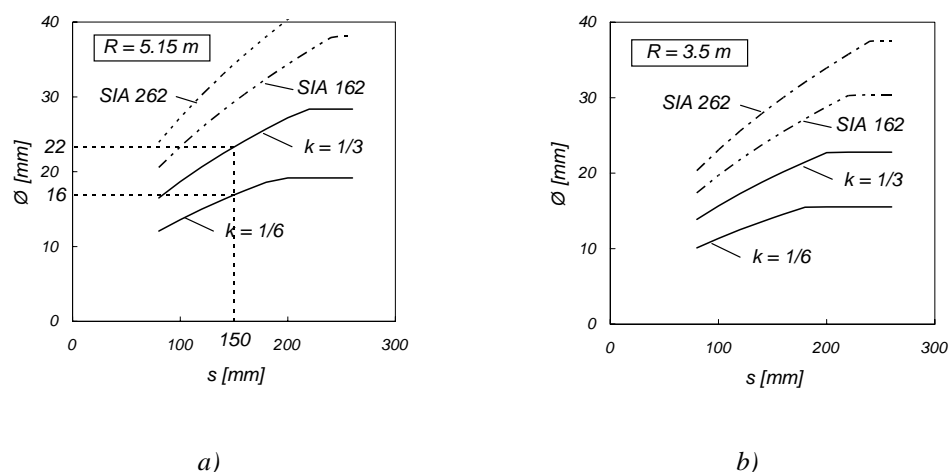 40
R = 5.15 m
SIA 262
SIA 162
30
22
k = 1/3
20
Ø [mm]
16
k = 1/6
10
0
0
100
150
200
300
s [mm]
a)
40
R = 3.5 m
SIA 262
30
SIA 162
20
k = 1/3
Ø [mm]
k = 1/6
10
0
0
100
200
300
s [mm]
b)